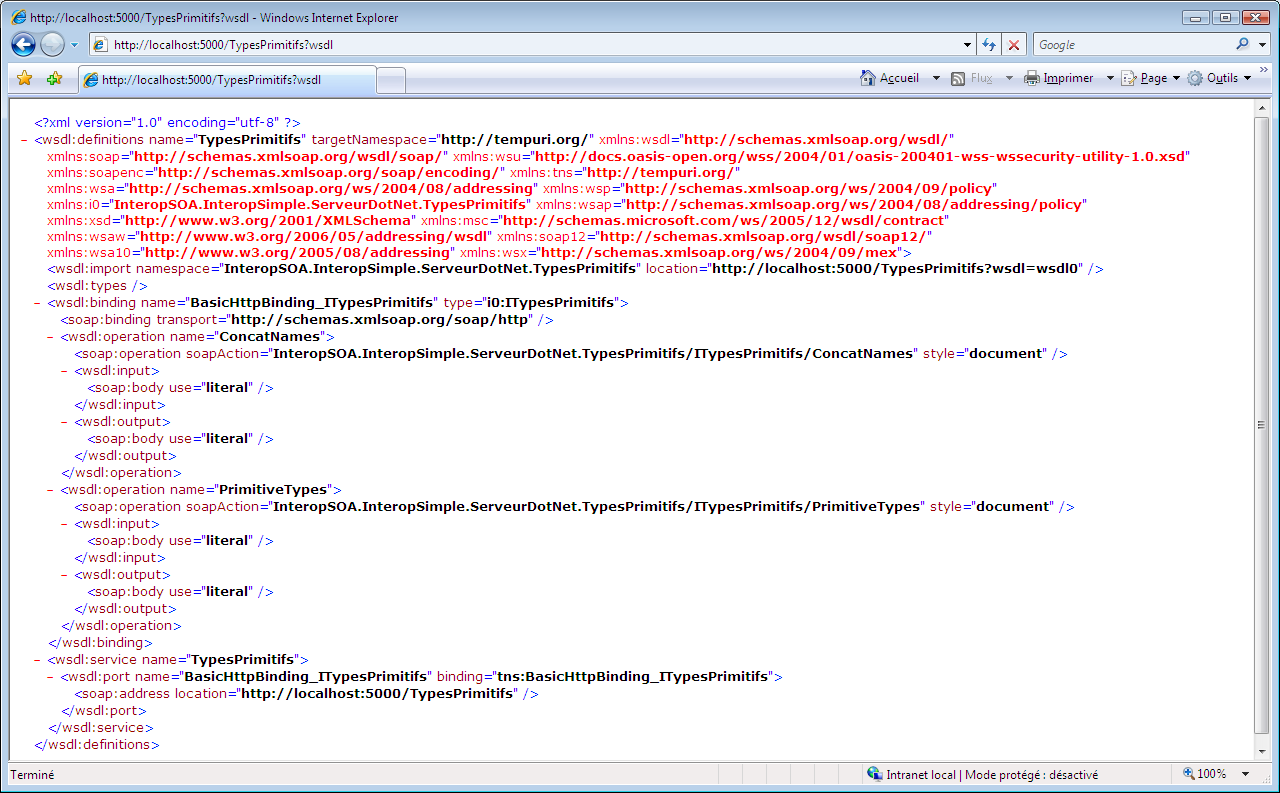 http://localhost:5000/TypesPrimitifs?wsdl - Windows Internet Explorer
http://localhost:5000/TypesPrimitifs?wsdl
Google
http://localhost:5000/TypesPrimitifs?wsdl
Accueil
Flux
Imprimer
Page
Outils
<?xml version="1.0" encoding="utf-8" ?>
- <wsdl:definitions name="TypesPrimitifs" targetNamespace="http://tempuri.org/" xmlns:wsdl="http://schemas.xmlsoap.org/wsdl/"
xmlns:soap="http://schemas.xmlsoap.org/wsdl/soap/" xmlns:wsu="http://docs.oasis-open.org/wss/2004/01/oasis-200401-wss-wssecurity-utility-1.0.xsd"
xmlns:soapenc="http://schemas.xmlsoap.org/soap/encoding/" xmlns:tns="http://tempuri.org/"
xmlns:wsa="http://schemas.xmlsoap.org/ws/2004/08/addressing" xmlns:wsp="http://schemas.xmlsoap.org/ws/2004/09/policy"
xmlns:i0="InteropSOA.InteropSimple.ServeurDotNet.TypesPrimitifs" xmlns:wsap="http://schemas.xmlsoap.org/ws/2004/08/addressing/policy"
xmlns:xsd="http://www.w3.org/2001/XMLSchema" xmlns:msc="http://schemas.microsoft.com/ws/2005/12/wsdl/contract"
xmlns:wsaw="http://www.w3.org/2006/05/addressing/wsdl" xmlns:soap12="http://schemas.xmlsoap.org/wsdl/soap12/"
xmlns:wsa10="http://www.w3.org/2005/08/addressing" xmlns:wsx="http://schemas.xmlsoap.org/ws/2004/09/mex">
<wsdl:import namespace="InteropSOA.InteropSimple.ServeurDotNet.TypesPrimitifs" location="http://localhost:5000/TypesPrimitifs?wsdl=wsdl0" />
<wsdl:types />
- <wsdl:binding name="BasicHttpBinding_ITypesPrimitifs" type="i0:ITypesPrimitifs">
<soap:binding transport="http://schemas.xmlsoap.org/soap/http" />
- <wsdl:operation name="ConcatNames">
<soap:operation soapAction="InteropSOA.InteropSimple.ServeurDotNet.TypesPrimitifs/ITypesPrimitifs/ConcatNames" style="document" />
- <wsdl:input>
<soap:body use="literal" />
</wsdl:input>
- <wsdl:output>
<soap:body use="literal" />
</wsdl:output>
</wsdl:operation>
- <wsdl:operation name="PrimitiveTypes">
<soap:operation soapAction="InteropSOA.InteropSimple.ServeurDotNet.TypesPrimitifs/ITypesPrimitifs/PrimitiveTypes" style="document" />
- <wsdl:input>
<soap:body use="literal" />
</wsdl:input>
- <wsdl:output>
<soap:body use="literal" />
</wsdl:output>
</wsdl:operation>
</wsdl:binding>
- <wsdl:service name="TypesPrimitifs">
- <wsdl:port name="BasicHttpBinding_ITypesPrimitifs" binding="tns:BasicHttpBinding_ITypesPrimitifs">
<soap:address location="http://localhost:5000/TypesPrimitifs" />
</wsdl:port>
</wsdl:service>
</wsdl:definitions>
Terminé
Intranet local | Mode protégé : désactivé
100%